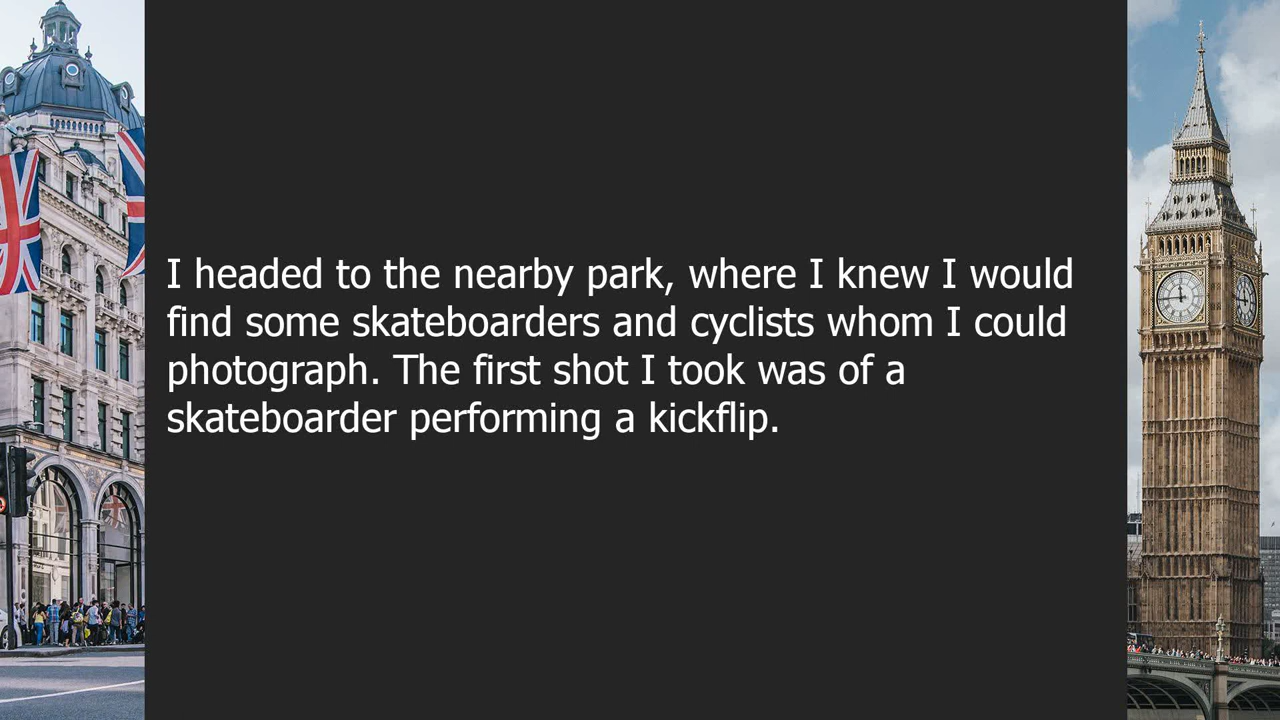 I headed to the nearby park, where I knew I would
find some skateboarders and cyclists whom I could
photograph. The first shot I took was of a
skateboarder performing a kickflip.